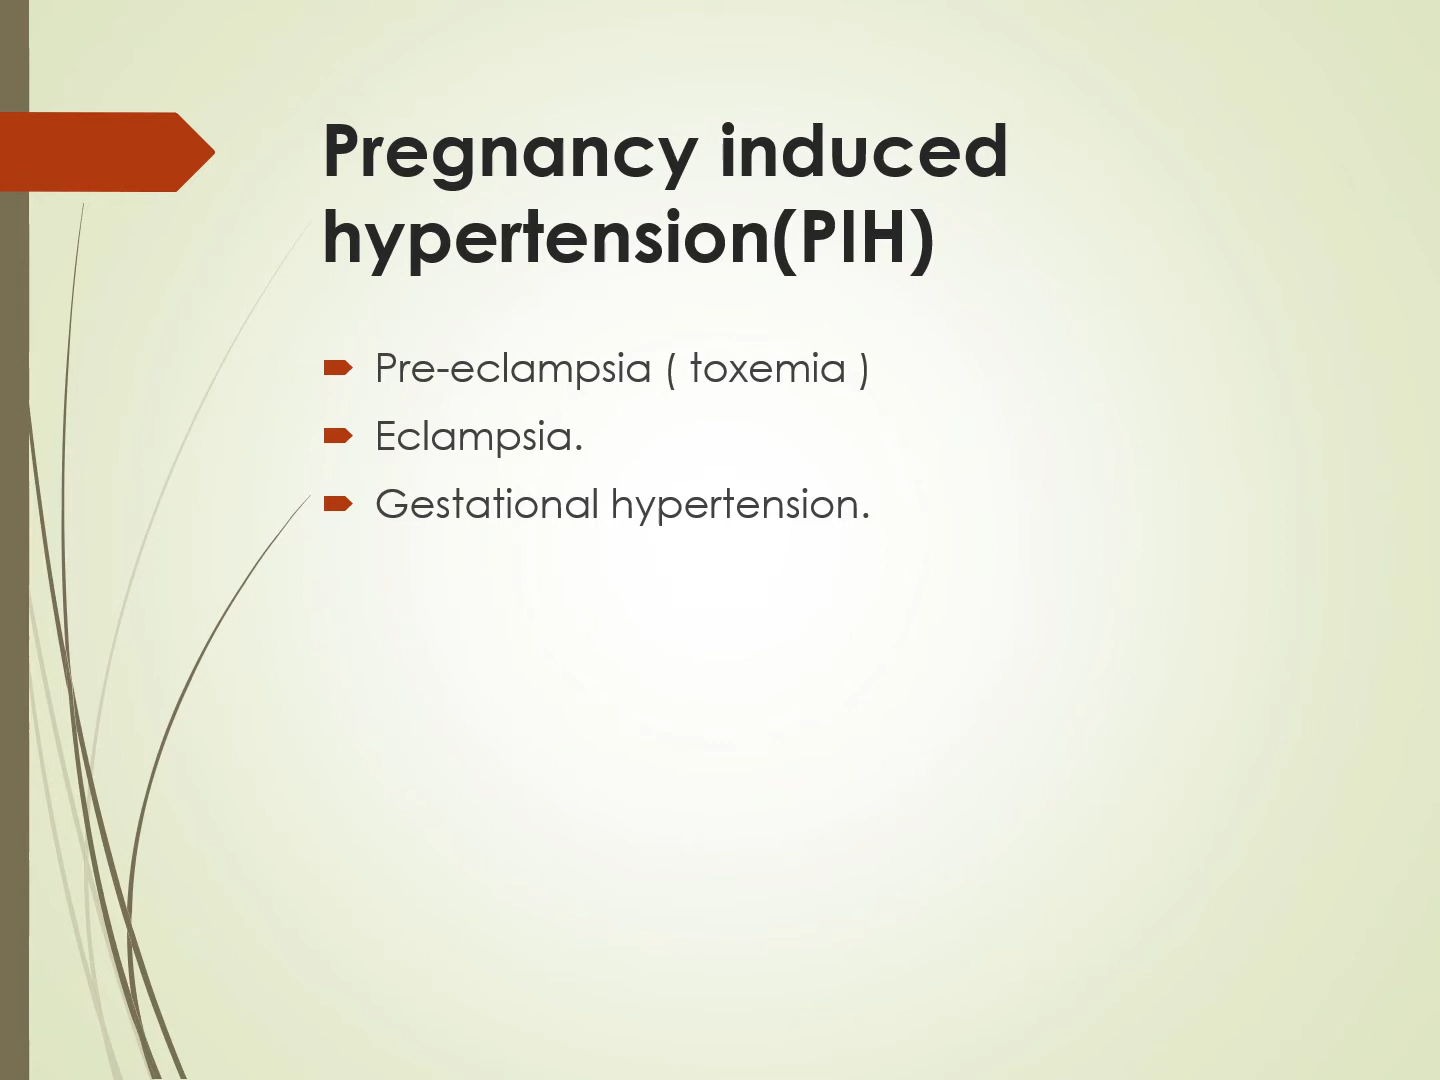 Pregnancy induced
hypertension(PIH)
Pre-eclampsia ( toxemia )
Eclampsia.
Gestational hypertension.